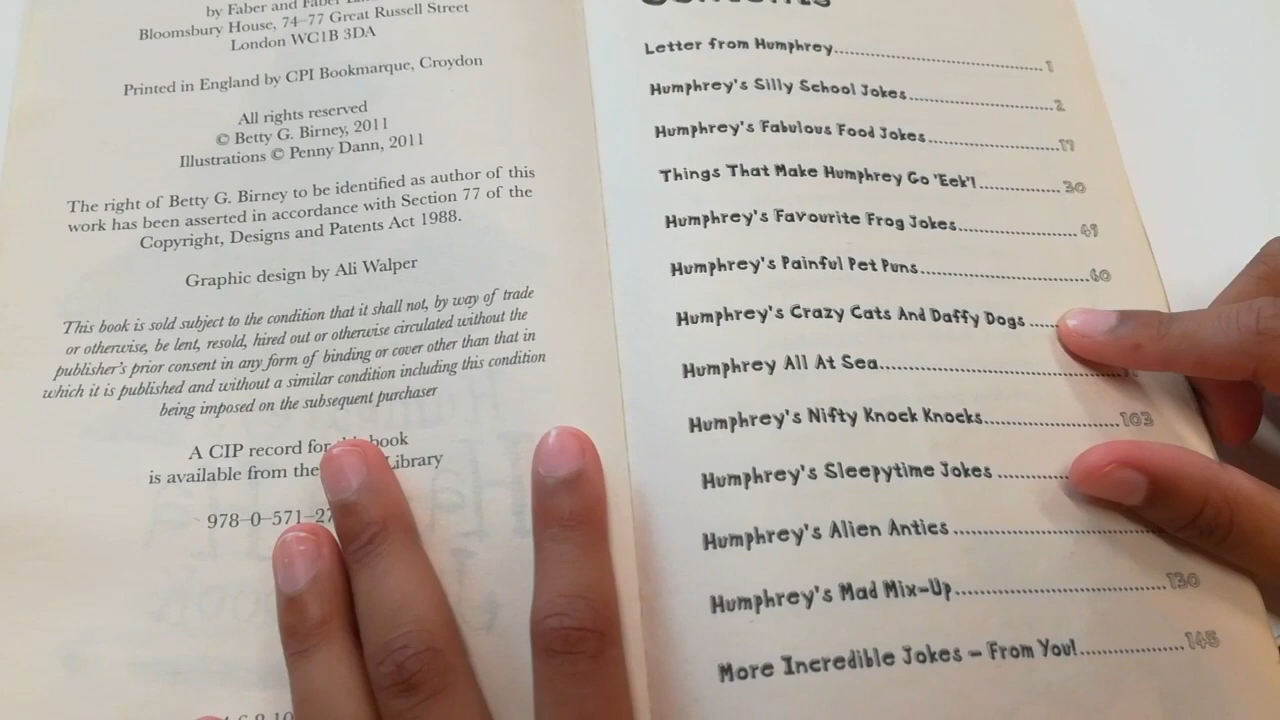 by Faber and Faber
Bloomsbury House, 74–77 Great Russell Street
London WC1B 3DA
Printed in England by CPI Bookmarque, Croydon
All rights reserved
© Betty G. Birney, 2011
Illustrations © Penny Dann, 2011
The right of Betty G. Birney to be identified as author of this
work has been asserted in accordance with Section 77 of the
Copyright, Designs and Patents Act 1988.
Graphic design by Ali Walper
This book is sold subject to the condition that it shall not, by way of trade
or otherwise, be lent, resold, hired out or otherwise circulated without the
publisher's prior consent in any form of binding or cover other than that in
which it is published and without a similar condition including this condition
being imposed on the subsequent purchaser
A CIP record for this book
is available from the Library
978–0–571–27
6 8 10
Contents
Letter from Humphrey 1
Humphrey's Silly School Jokes 2
Humphrey's Fabulous Food Jokes 17
Things That Make Humphrey Go 'Eek'! 30
Humphrey's Favourite Frog Jokes 49
Humphrey's Painful Pet Puns 60
Humphrey's Crazy Cats And Daffy Dogs
Humphrey All At Sea
Humphrey's Nifty Knock Knocks 103
Humphrey's Sleepytime Jokes
Humphrey's Alien Antics
Humphrey's Mad Mix-Up 130
More Incredible Jokes – From You! 145